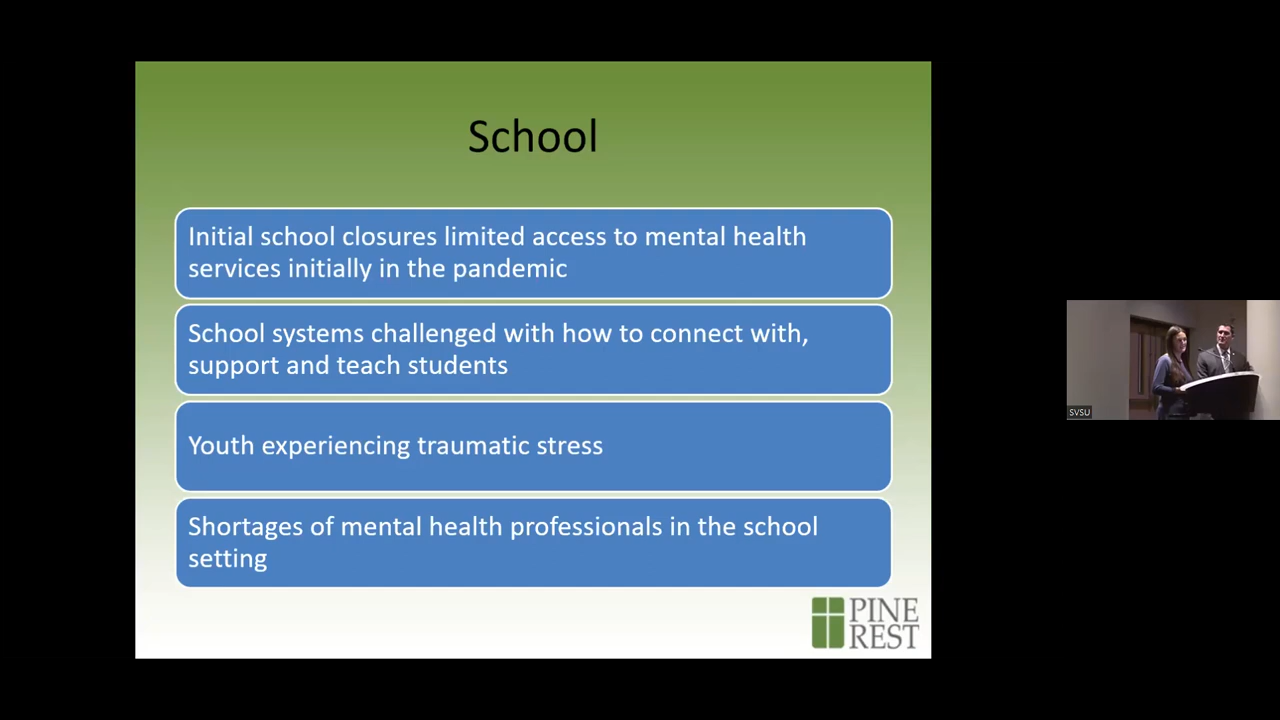 School
Initial school closures limited access to mental health
services initially in the pandemic
School systems challenged with how to connect with,
support and teach students
Youth experiencing traumatic stress
Shortages of mental health professionals in the school
setting
PINE
REST
SVSU